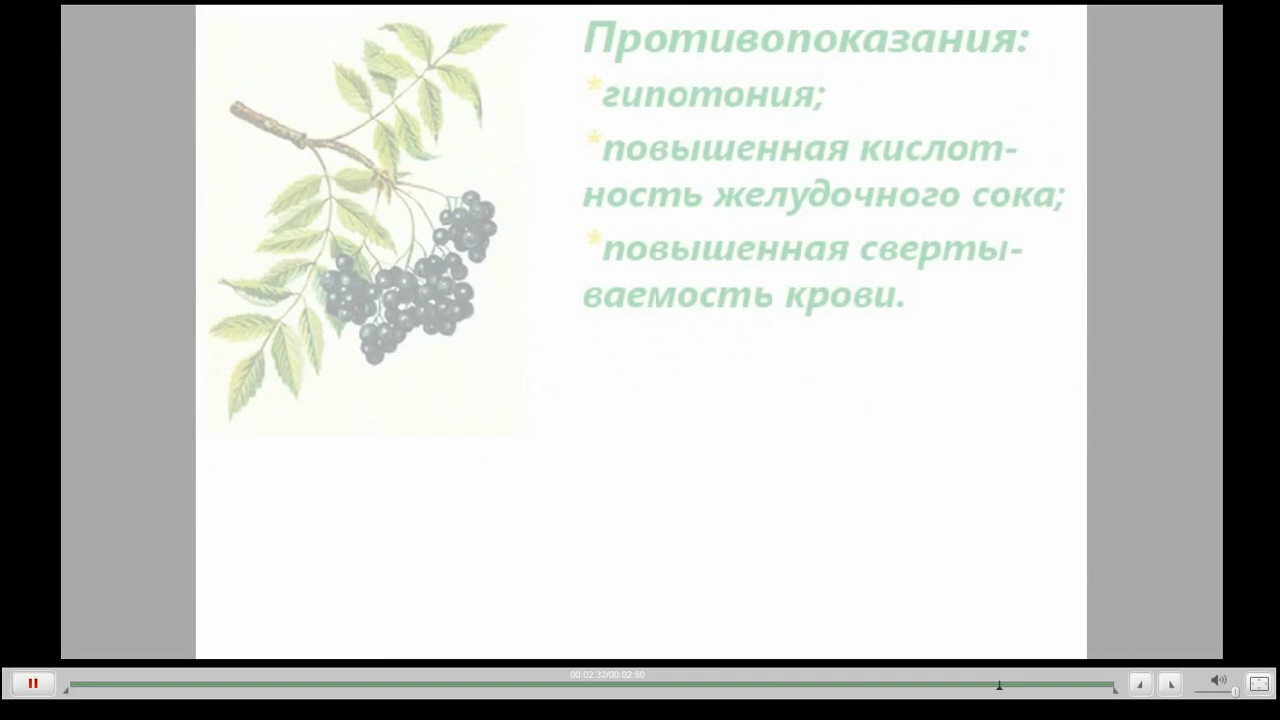 Противопоказания:
*гипотония;
*повышенная кислот-
ность желудочного сока;
*повышенная сверты-
ваемость крови.
00:02:32/00:02:50